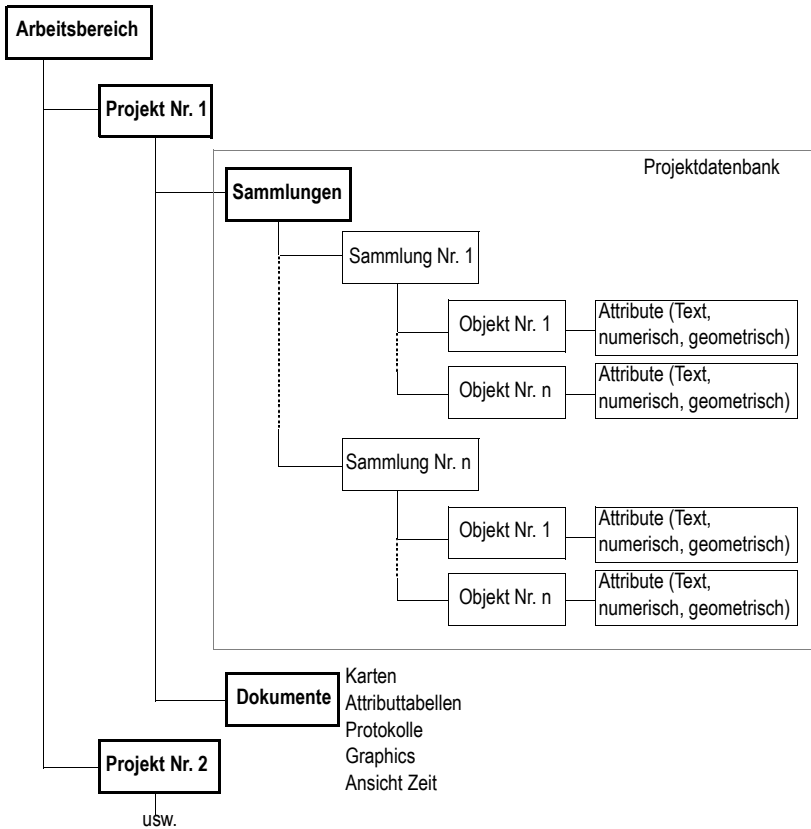 Arbeitsbereich
Projekt Nr. 1
Projektdatenbank
Sammlungen
Sammlung Nr. 1
Objekt Nr. 1
Attribute (Text,
numerisch, geometrisch)
Objekt Nr. n
Attribute (Text,
numerisch, geometrisch)
Sammlung Nr. n
Objekt Nr. 1
Attribute (Text,
numerisch, geometrisch)
Objekt Nr. n
Attribute (Text,
numerisch, geometrisch)
Dokumente
Karten
Attributtabellen
Protokolle
Graphics
Ansicht Zeit
Projekt Nr. 2
usw.